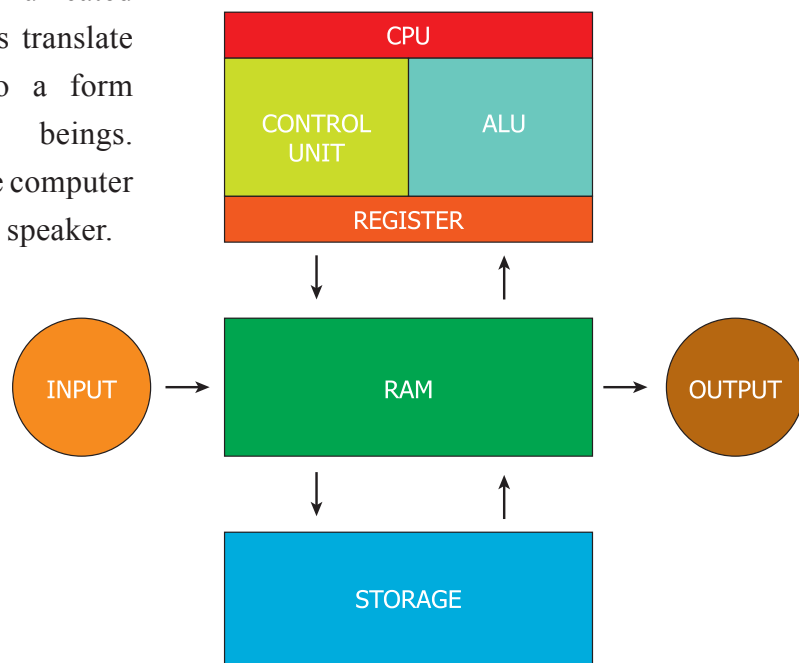 s translate
o a form
beings.
e computer
speaker.
CPU
CONTROL
UNIT
ALU
REGISTER
INPUT
RAM
OUTPUT
STORAGE